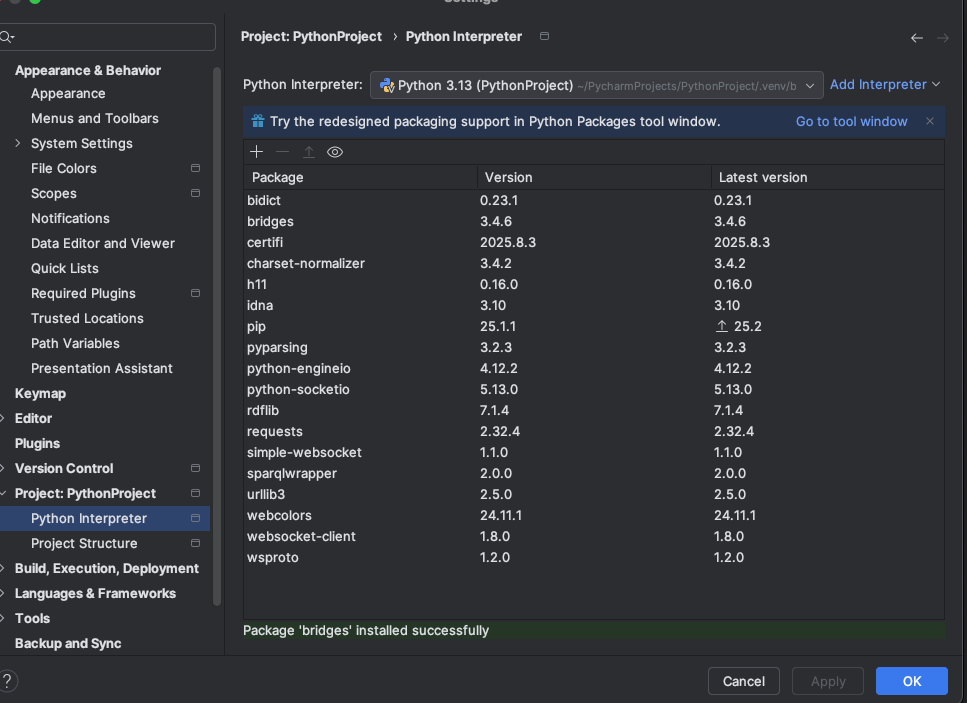 Settings
Project: PythonProject › Python Interpreter
Appearance & Behavior
Appearance
Menus and Toolbars
System Settings
File Colors
Scopes
Notifications
Data Editor and Viewer
Quick Lists
Required Plugins
Trusted Locations
Path Variables
Presentation Assistant
Keymap
Editor
Plugins
Version Control
Project: PythonProject
Python Interpreter
Project Structure
Build, Execution, Deployment
Languages & Frameworks
Tools
Backup and Sync
?
Python Interpreter: Python 3.13 (PythonProject) ~/PycharmProjects/PythonProject/.venv/b Add Interpreter
Try the redesigned packaging support in Python Packages tool window. Go to tool window
Package Version Latest version
bidict 0.23.1 0.23.1
bridges 3.4.6 3.4.6
certifi 2025.8.3 2025.8.3
charset-normalizer 3.4.2 3.4.2
h11 0.16.0 0.16.0
idna 3.10 3.10
pip 25.1.1 25.2
pyparsing 3.2.3 3.2.3
python-engineio 4.12.2 4.12.2
python-socketio 5.13.0 5.13.0
rdflib 7.1.4 7.1.4
requests 2.32.4 2.32.4
simple-websocket 1.1.0 1.1.0
sparqlwrapper 2.0.0 2.0.0
urllib3 2.5.0 2.5.0
webcolors 24.11.1 24.11.1
websocket-client 1.8.0 1.8.0
wsproto 1.2.0 1.2.0
Package 'bridges' installed successfully
Cancel Apply OK